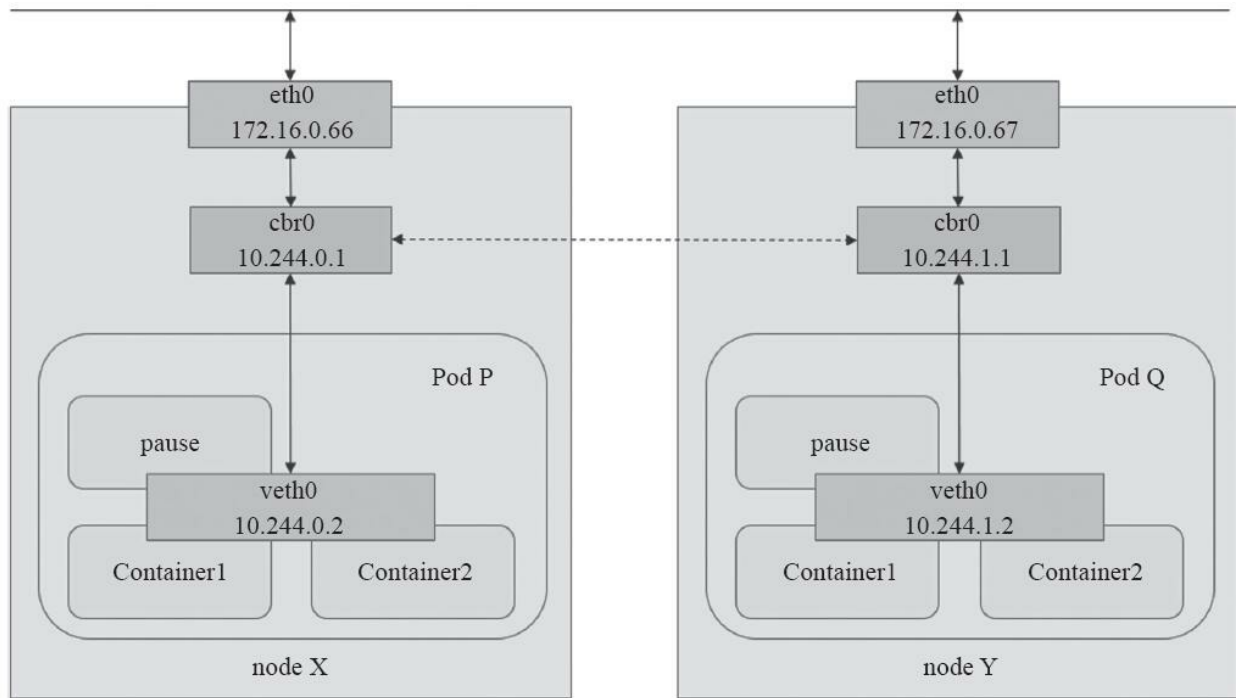 eth0
172.16.0.66
cbr0
10.244.0.1
Pod P
pause
veth0
10.244.0.2
Container1
Container2
node X
eth0
172.16.0.67
cbr0
10.244.1.1
Pod Q
pause
veth0
10.244.1.2
Container1
Container2
node Y